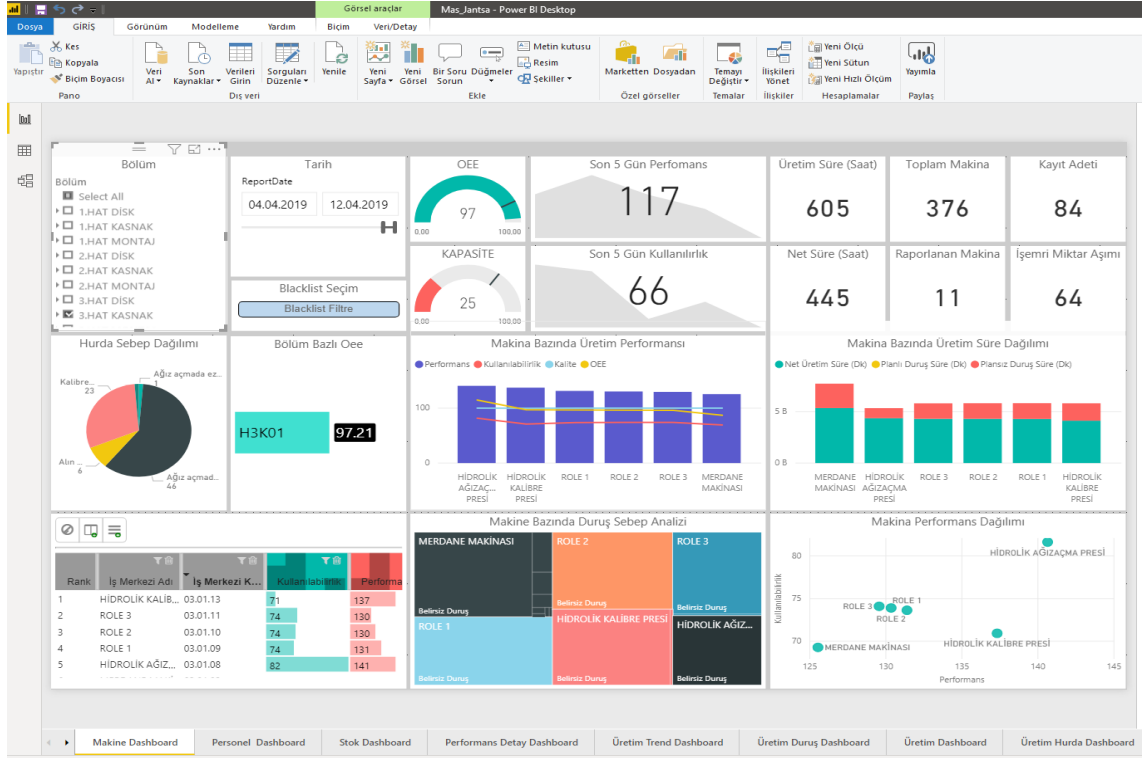 Görsel araçlar
Mas_Jantsa - Power BI Desktop
Dosya GİRİŞ Görünüm Modelleme Yardım Biçim Veri/Detay
Yapıştır
Kes
Kopyala
Biçim Boyacısı
Pano
Veri Al
Son Kaynaklar
Verileri Girin
Sorguları Düzenle
Dış veri
Yenile
Yeni Sayfa
Yeni Görsel
Bir Soru Sorun
Düğmeler
Metin kutusu
Resim
Şekiller
Ekle
Marketten Dosyadan
Özel görseller
Temayı Değiştir
Temalar
İlişkileri Yönet
İlişkiler
Yeni Ölçü
Yeni Sütun
Yeni Hızlı Ölçüm
Hesaplamalar
Yayımla
Paylaş
Bölüm
Bölüm
Select All
1.HAT DİSK
1.HAT KASNAK
1.HAT MONTAJ
2.HAT DİSK
2.HAT KASNAK
2.HAT MONTAJ
3.HAT DİSK
3.HAT KASNAK
Tarih
ReportDate
04.04.2019 12.04.2019
Blacklist Seçim
Blacklist Filtre
OEE
97
0.00 100.00
KAPASİTE
25
0.00 100.00
Son 5 Gün Perfomans
117
Son 5 Gün Kullanılırlık
66
Üretim Süre (Saat)
605
Toplam Makina
376
Kayıt Adeti
84
Net Süre (Saat)
445
Raporlanan Makina
11
İşemri Miktar Aşımı
64
Hurda Sebep Dağılımı
Kalibre...
23
Ağız açmada ez...
1
Alın ...
6
Ağız açmad...
46
Bölüm Bazlı Oee
H3K01 97.21
Makina Bazında Üretim Performansı
Performans Kullanılabilirlik Kalite OEE
100
0
HİDROLİK AĞIZAÇ... PRESİ
HİDROLİK KALİBRE PRESİ
ROLE 1
ROLE 2
ROLE 3
MERDANE MAKİNASI
Makina Bazında Üretim Süre Dağılımı
Net Üretim Süre (Dk) Planlı Duruş Süre (Dk) Plansız Duruş Süre (Dk)
5 B
0 B
MERDANE MAKİNASI
HİDROLİK AĞIZAÇMA PRESİ
ROLE 3
ROLE 2
ROLE 1
HİDROLİK KALİBRE PRESİ
Rank İş Merkezi Adı İş Merkezi K... Kullanılabilirlik Performa
1 HİDROLİK KALİB... 03.01.13 71 137
2 ROLE 3 03.01.11 74 130
3 ROLE 2 03.01.10 74 130
4 ROLE 1 03.01.09 74 131
5 HİDROLİK AĞIZ... 03.01.08 82 141
Makine Bazında Duruş Sebep Analizi
MERDANE MAKİNASI
Belirsiz Duruş
ROLE 2
Belirsiz Duruş
ROLE 3
Belirsiz Duruş
ROLE 1
Belirsiz Duruş
HİDROLİK KALİBRE PRESİ
Belirsiz Duruş
HİDROLİK AĞIZ...
Belirsiz Duruş
Makina Performans Dağılımı
Kullanılabilirlik
80
75
70
HİDROLİK AĞIZAÇMA PRESİ
ROLE 3
ROLE 1
ROLE 2
MERDANE MAKİNASI
HİDROLİK KALİBRE PRESİ
125 130 135 140 145
Performans
Makine Dashboard Personel Dashboard Stok Dashboard Performans Detay Dashboard Üretim Trend Dashboard Üretim Duruş Dashboard Üretim Dashboard Üretim Hurda Dashboard